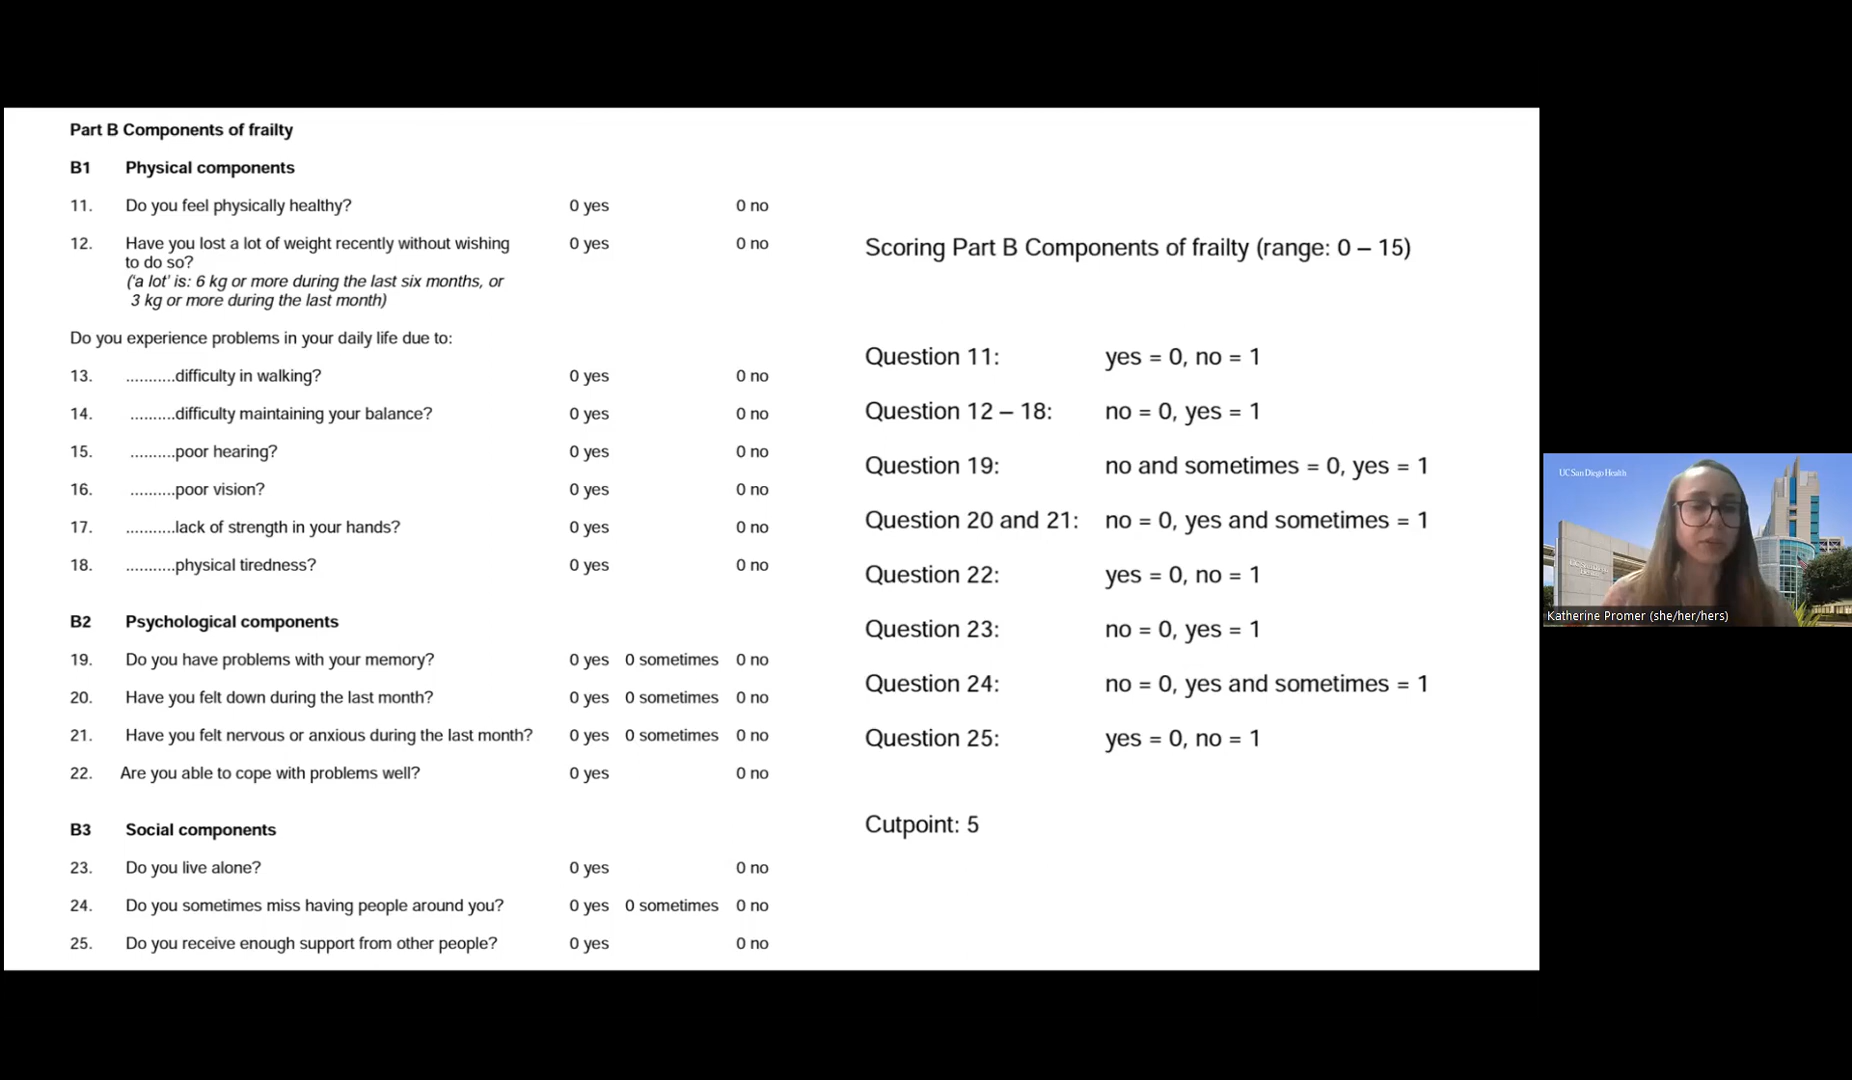 Part B Components of frailty
B1 Physical components
11. Do you feel physically healthy? 0 yes 0 no
12. Have you lost a lot of weight recently without wishing 0 yes 0 no
to do so?
('a lot' is: 6 kg or more during the last six months, or
3 kg or more during the last month)
Do you experience problems in your daily life due to:
13. ...........difficulty in walking? 0 yes 0 no
14. ..........difficulty maintaining your balance? 0 yes 0 no
15. ..........poor hearing? 0 yes 0 no
16. ..........poor vision? 0 yes 0 no
17. ...........lack of strength in your hands? 0 yes 0 no
18. ...........physical tiredness? 0 yes 0 no
B2 Psychological components
19. Do you have problems with your memory? 0 yes 0 sometimes 0 no
20. Have you felt down during the last month? 0 yes 0 sometimes 0 no
21. Have you felt nervous or anxious during the last month? 0 yes 0 sometimes 0 no
22. Are you able to cope with problems well? 0 yes 0 no
B3 Social components
23. Do you live alone? 0 yes 0 no
24. Do you sometimes miss having people around you? 0 yes 0 sometimes 0 no
25. Do you receive enough support from other people? 0 yes 0 no
Scoring Part B Components of frailty (range: 0 – 15)
Question 11: yes = 0, no = 1
Question 12 – 18: no = 0, yes = 1
Question 19: no and sometimes = 0, yes = 1
Question 20 and 21: no = 0, yes and sometimes = 1
Question 22: yes = 0, no = 1
Question 23: no = 0, yes = 1
Question 24: no = 0, yes and sometimes = 1
Question 25: yes = 0, no = 1
Cutpoint: 5
UC San Diego Health
Katherine Promer (she/her/hers)